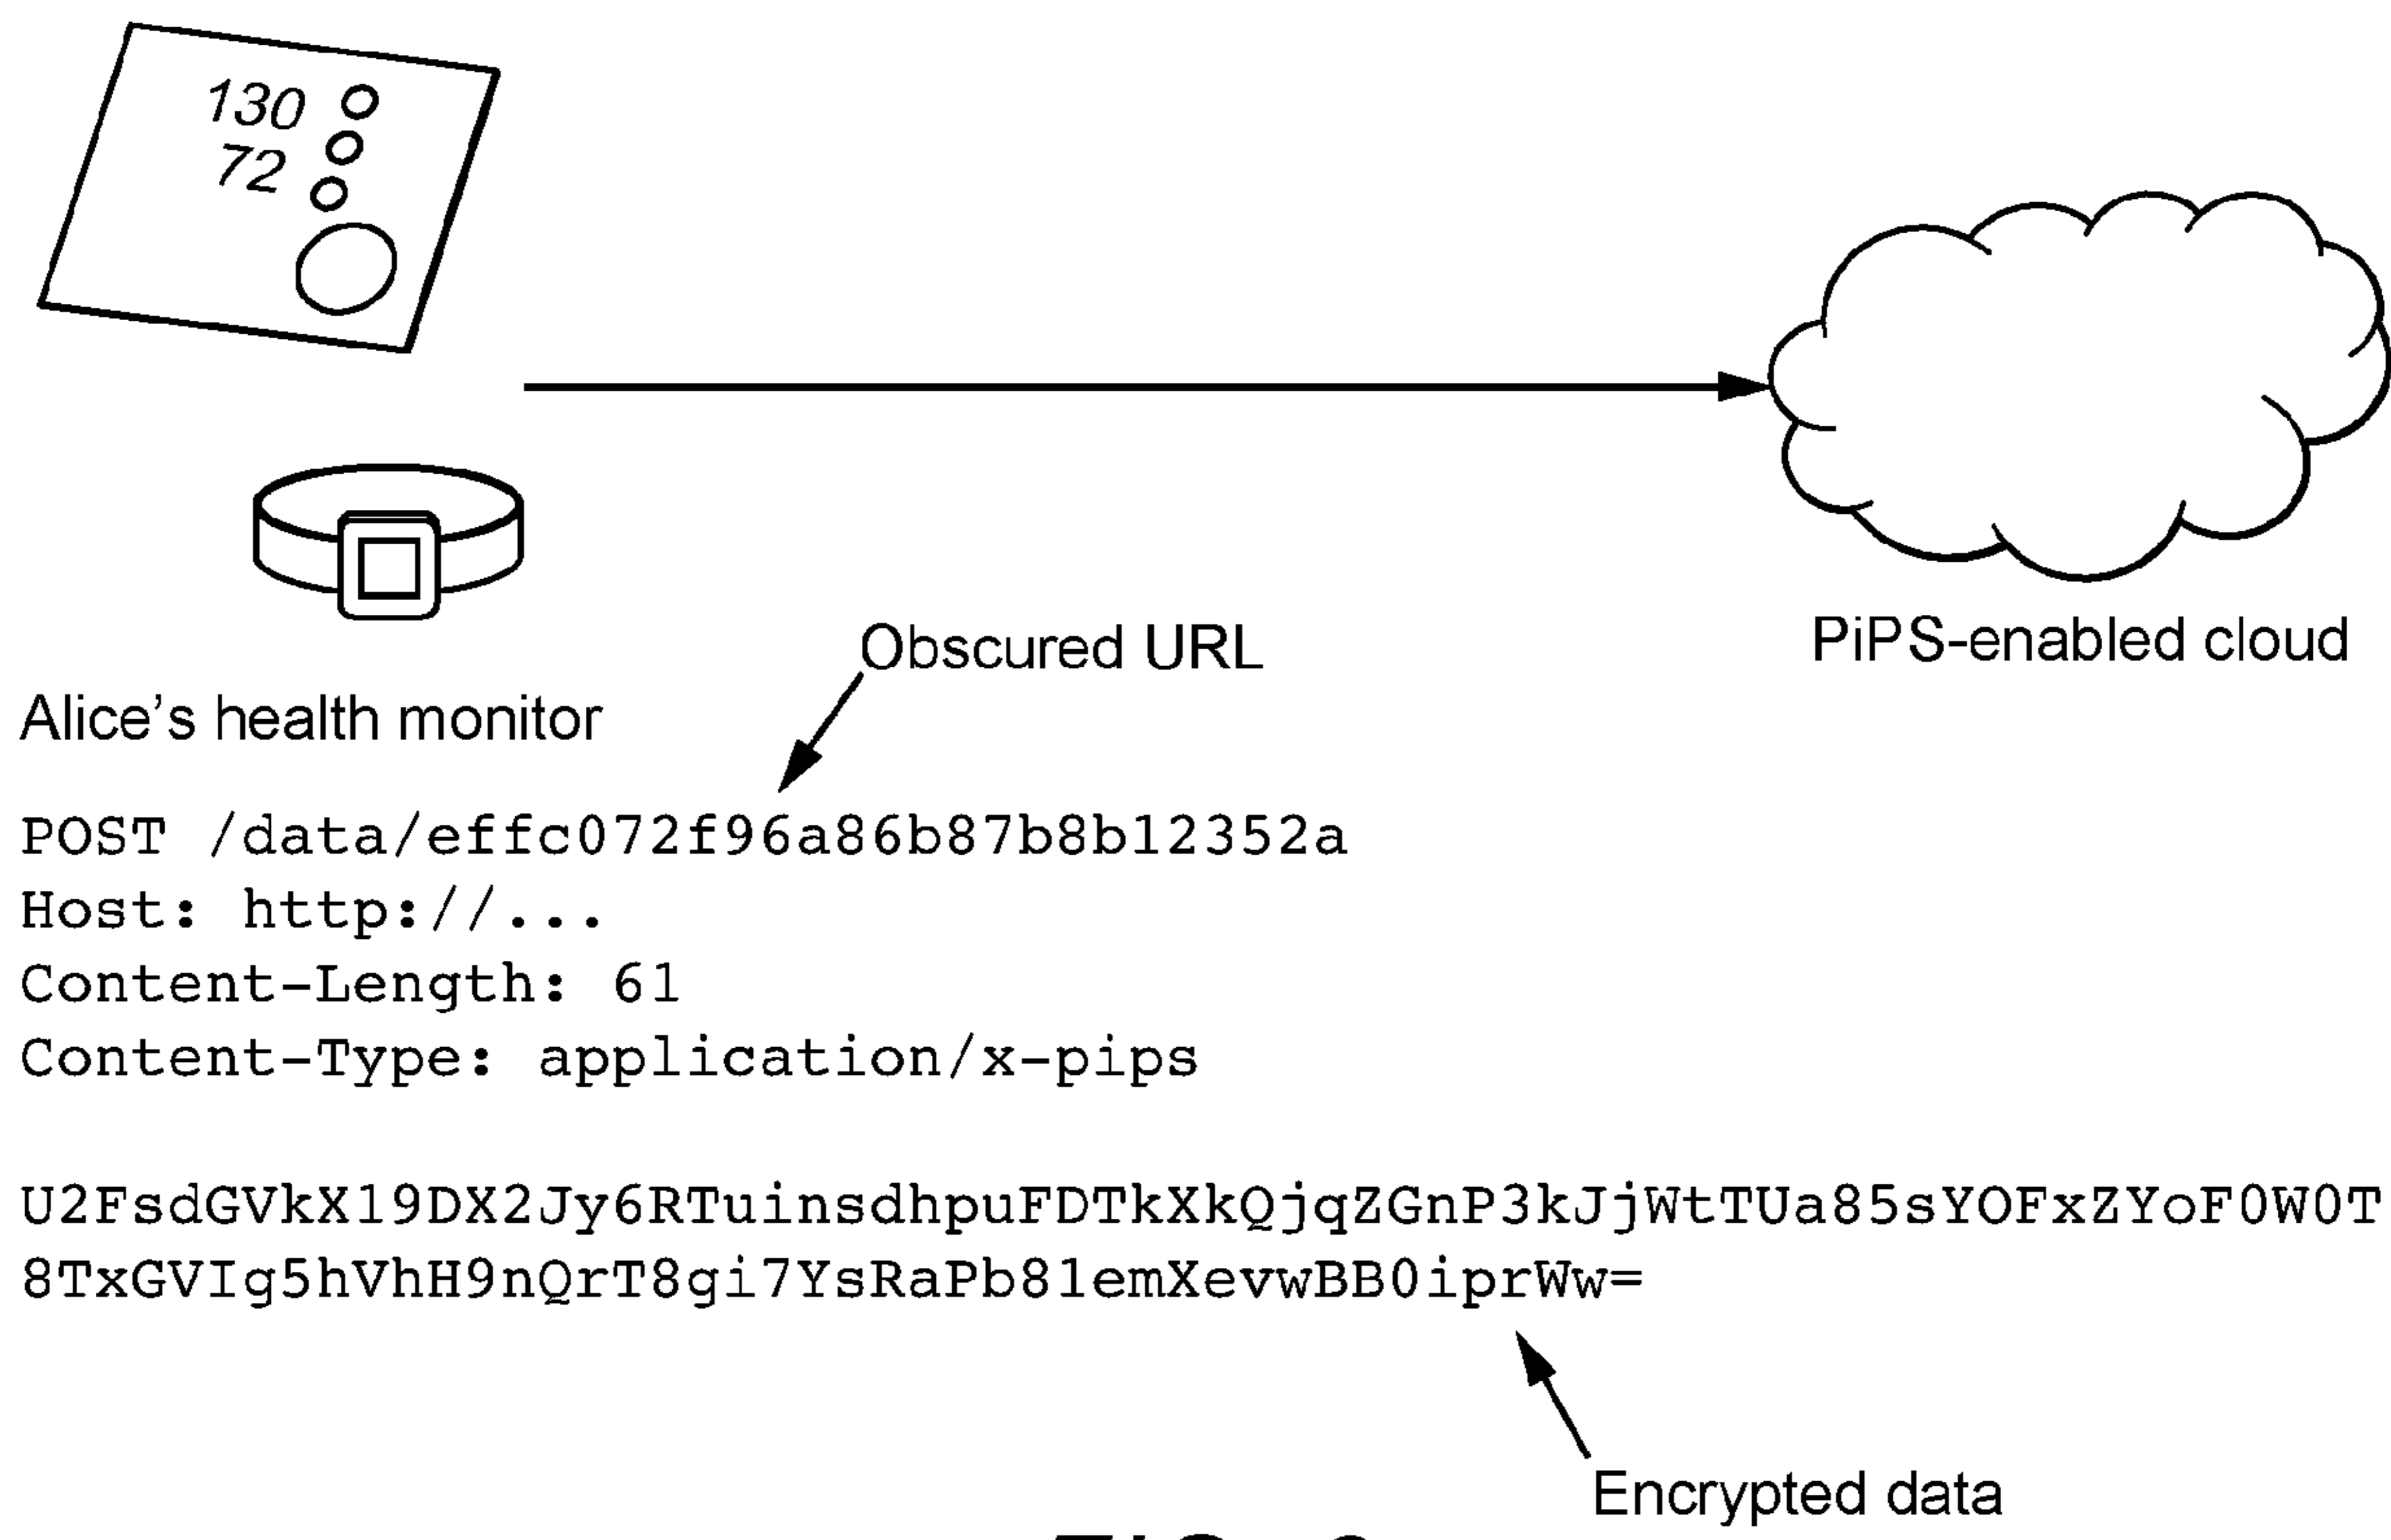 130
72
Obscured URL
PiPS-enabled cloud
Alice's health monitor
POST /data/effc072f96a86b87b8b12352a
Host: http://...
Content-Length: 61
Content-Type: application/x-pips
U2FsdGVkX19DX2Jy6RTuinsdhpuFDTkXkQjqZGnP3kJjWtTUa85sYOFxZYoF0W0T
8TxGVIg5hVhH9nQrT8gi7YsRaPb81emXevwBB0iprWw=
Encrypted data